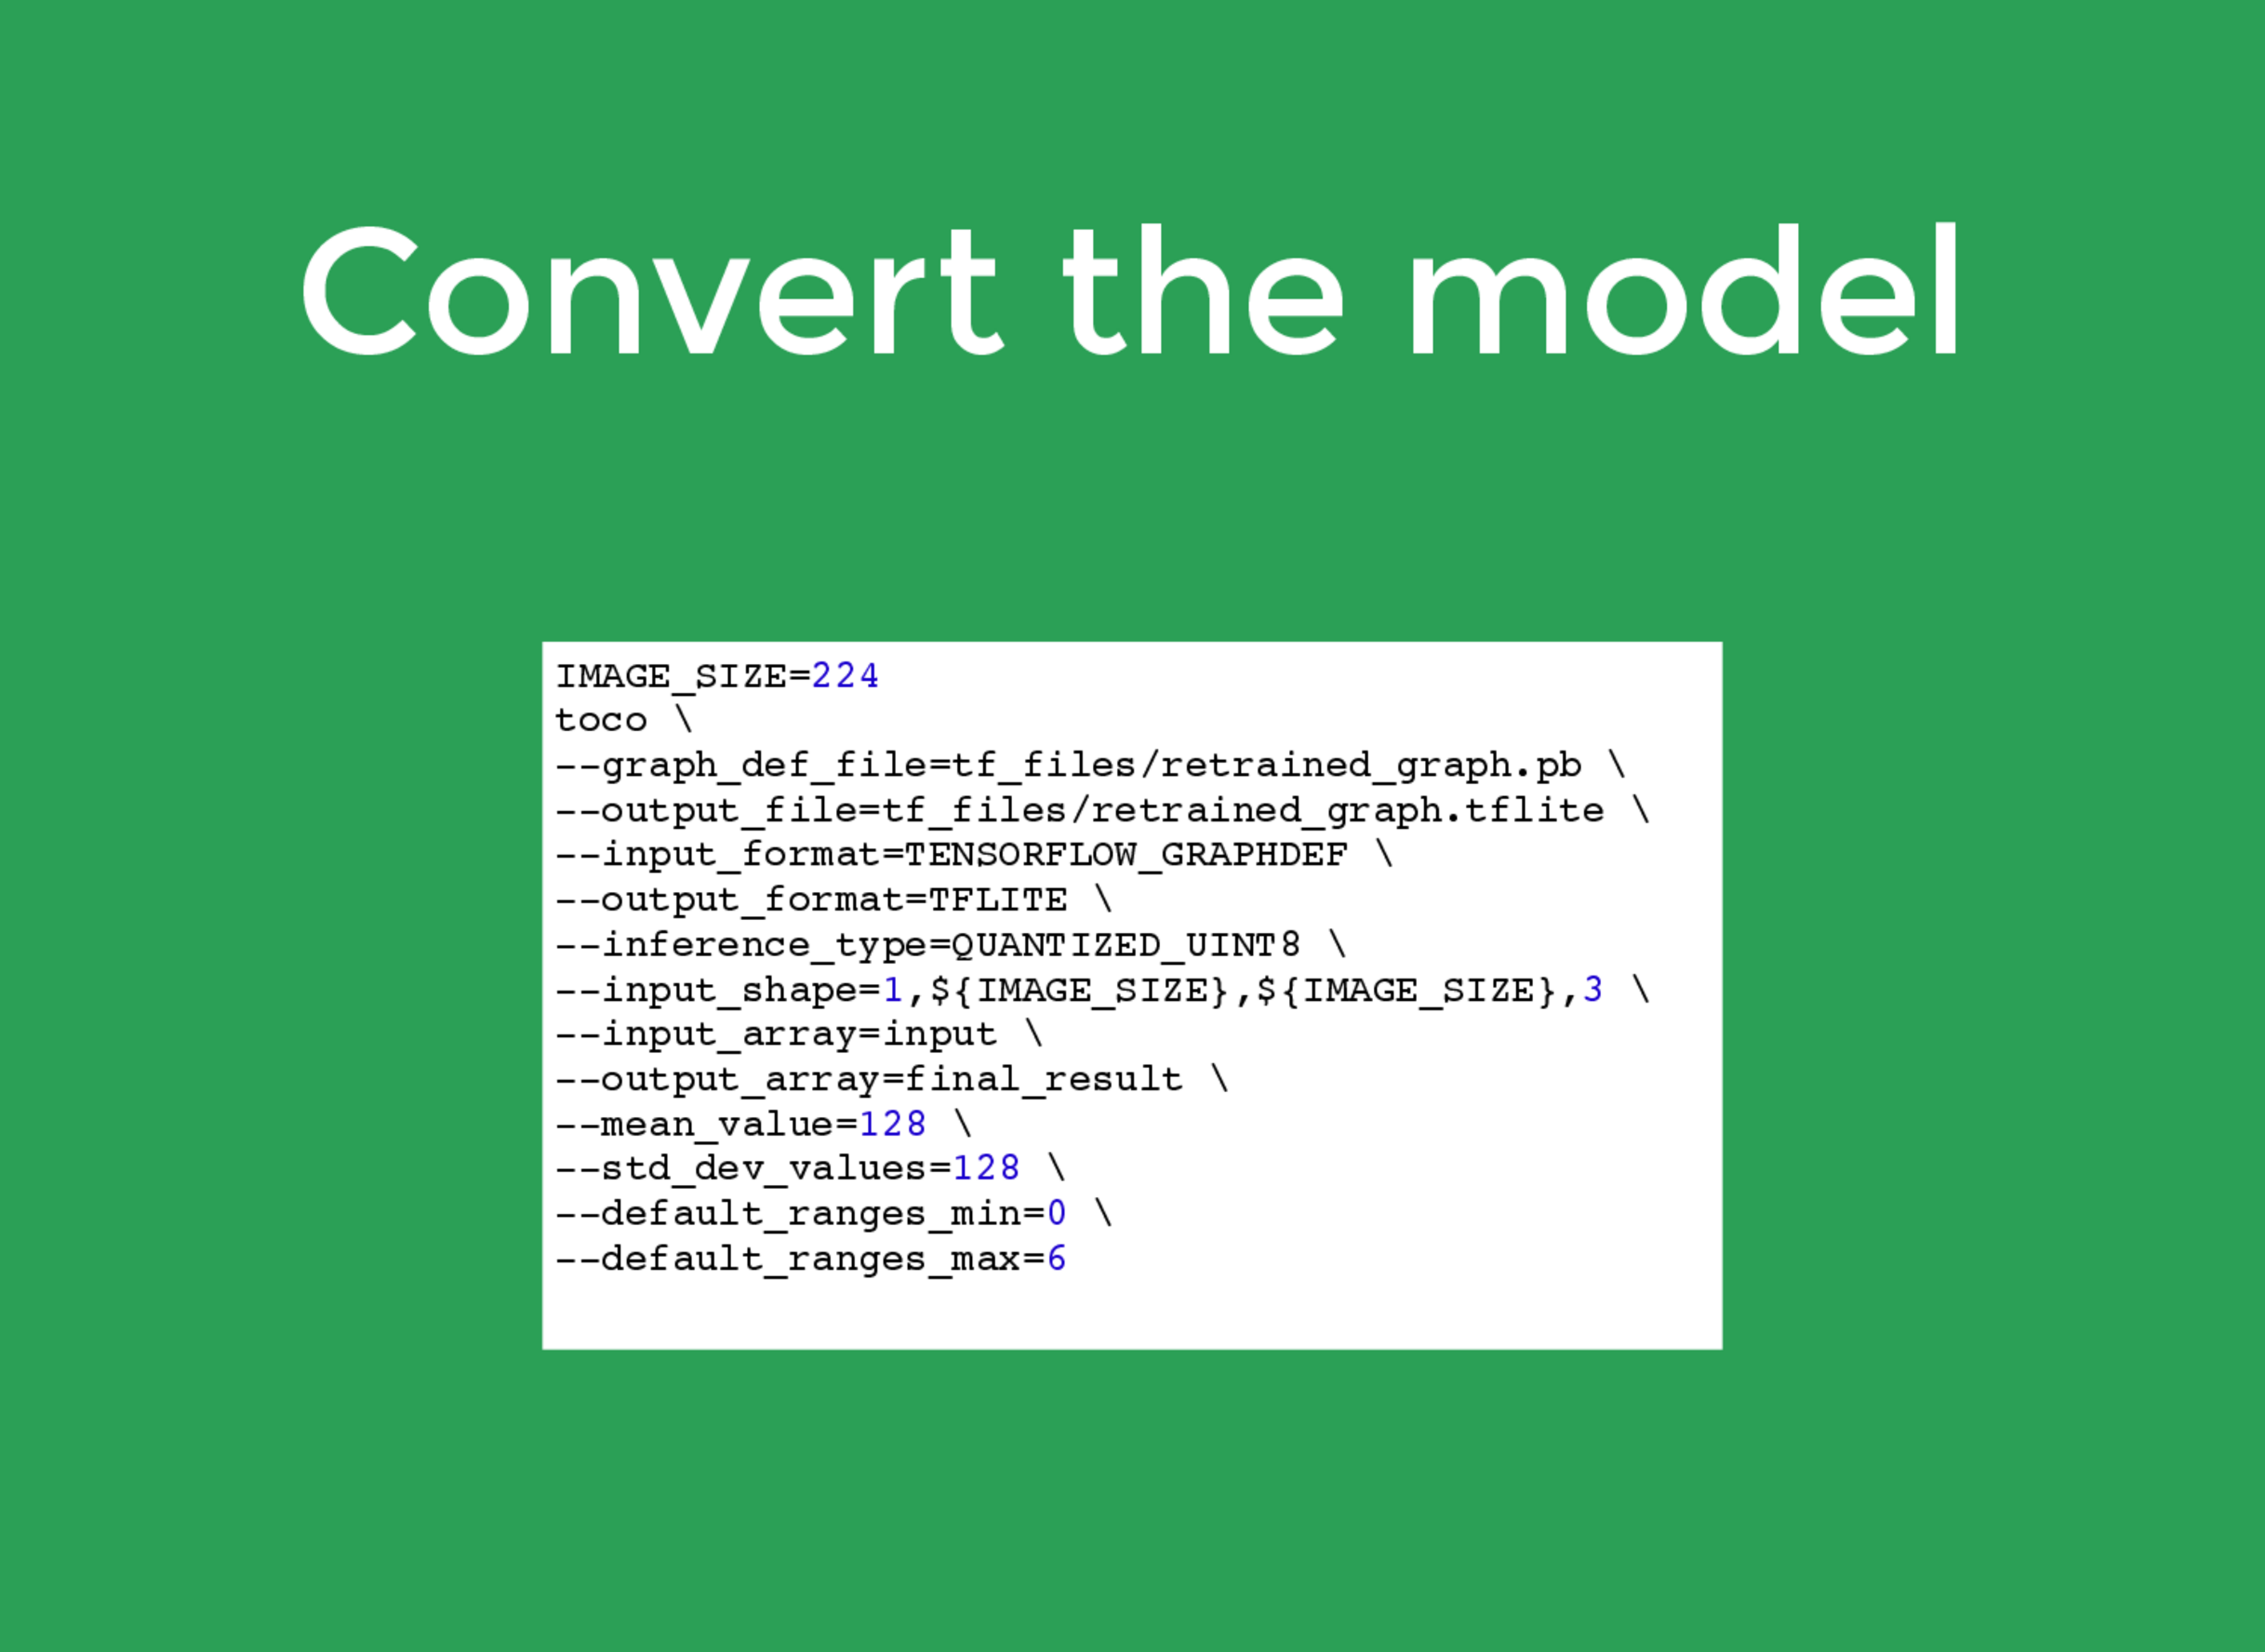 Convert the model
IMAGE_SIZE=224
toco \
--graph_def_file=tf_files/retrained_graph.pb \
--output_file=tf_files/retrained_graph.tflite \
--input_format=TENSORFLOW_GRAPHDEF \
--output_format=TFLITE \
--inference_type=QUANTIZED_UINT8 \
--input_shape=1,${IMAGE_SIZE},${IMAGE_SIZE},3 \
--input_array=input \
--output_array=final_result \
--mean_value=128 \
--std_dev_values=128 \
--default_ranges_min=0 \
--default_ranges_max=6